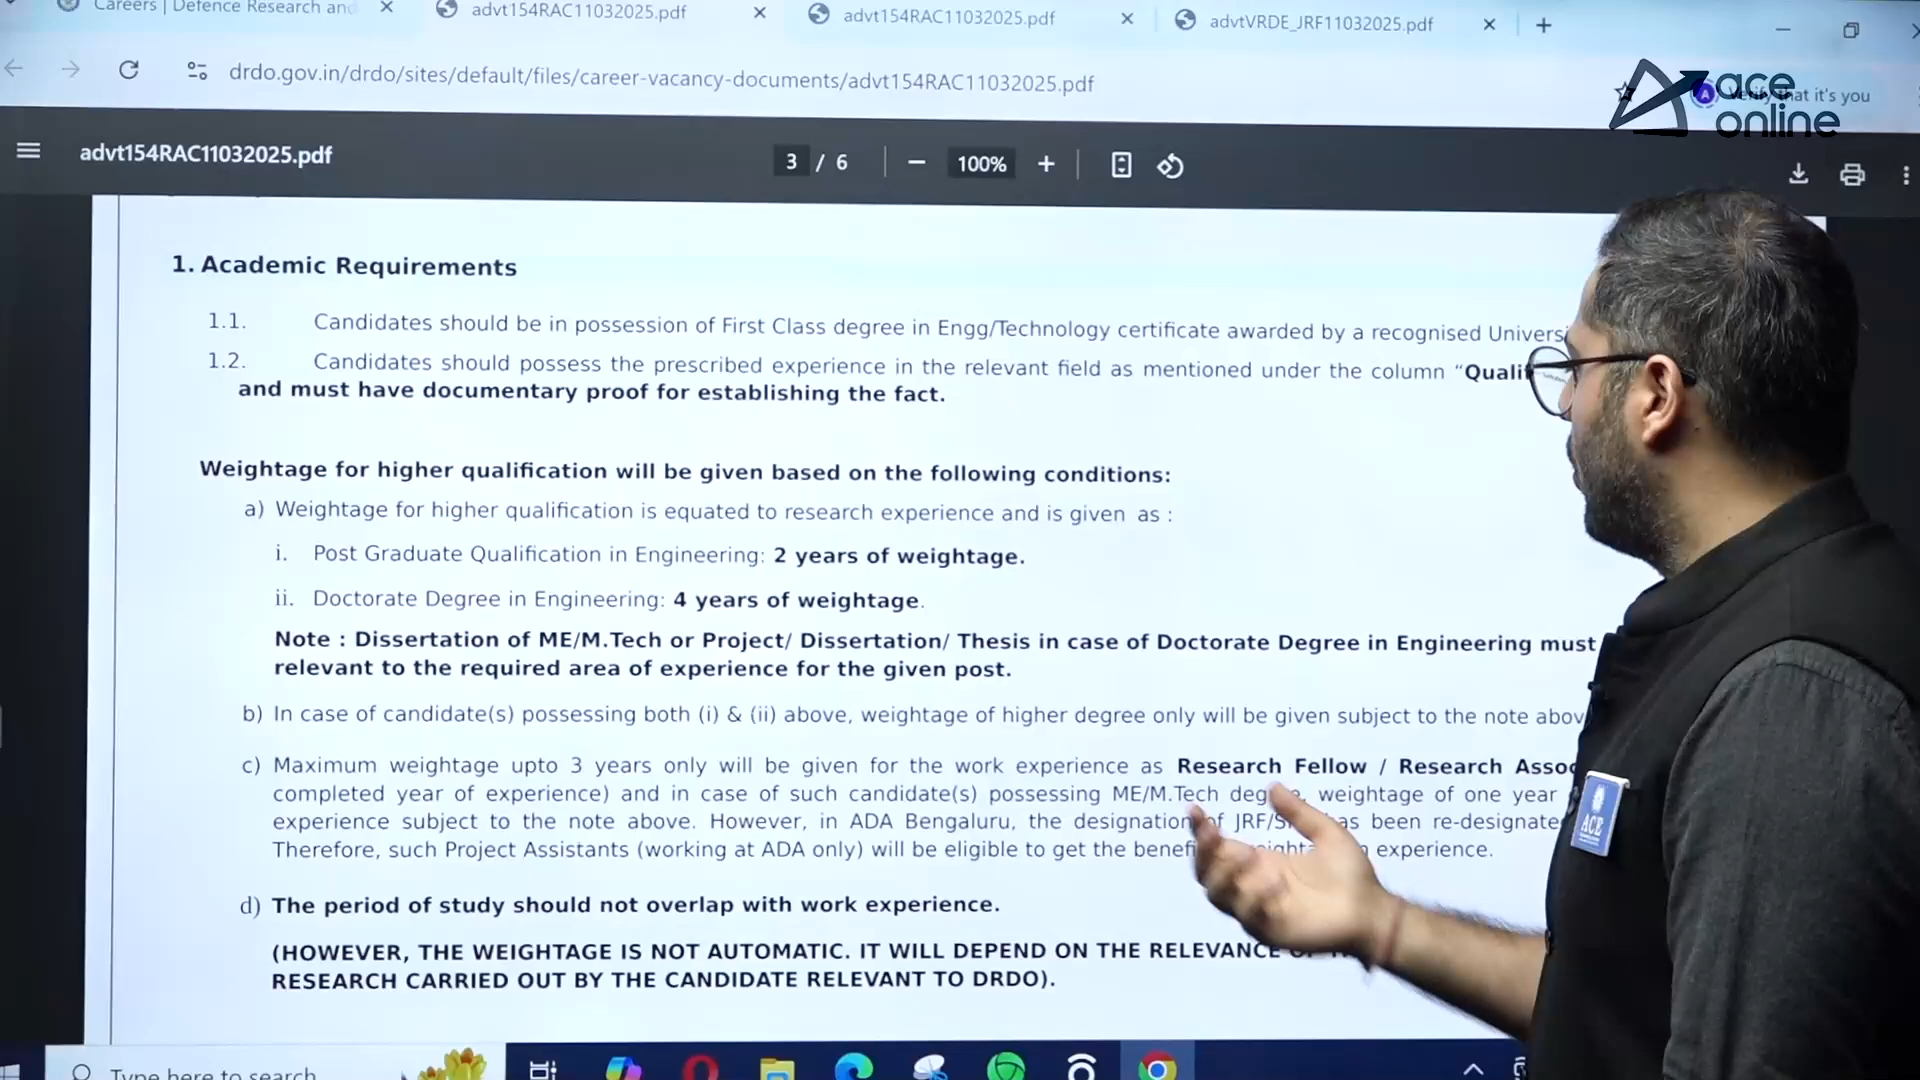 Careers | Defence Research and
advt154RAC11032025.pdf
advt154RAC11032025.pdf
advtVRDE_JRF11032025.pdf
drdo.gov.in/drdo/sites/default/files/career-vacancy-documents/advt154RAC11032025.pdf
Verify that it's you
ace
online
advt154RAC11032025.pdf
3 / 6
100%
1. Academic Requirements
1.1. Candidates should be in possession of First Class degree in Engg/Technology certificate awarded by a recognised
1.2. Candidates should possess the prescribed experience in the relevant field as mentioned under the column
and must have documentary proof for establishing the fact.
Weightage for higher qualification will be given based on the following conditions:
a) Weightage for higher qualification is equated to research experience and is given as :
i. Post Graduate Qualification in Engineering: 2 years of weightage.
ii. Doctorate Degree in Engineering: 4 years of weightage.
Note : Dissertation of ME/M.Tech or Project/ Dissertation/ Thesis in case of Doctorate Degree in Engineering must
relevant to the required area of experience for the given post.
b) In case of candidate(s) possessing both (i) & (ii) above, weightage of higher degree only will be given subject to the note
c) Maximum weightage upto 3 years only will be given for the work experience as Research Fellow / Research
completed year of experience) and in case of such candidate(s) possessing ME/M.Tech weightage of one year
experience subject to the note above. However, in ADA Bengaluru, the designation of has been
Therefore, such Project Assistants (working at ADA only) will be eligible to get the experience.
d) The period of study should not overlap with work experience.
(HOWEVER, THE WEIGHTAGE IS NOT AUTOMATIC. IT WILL DEPEND ON THE RELEVANCE
RESEARCH CARRIED OUT BY THE CANDIDATE RELEVANT TO DRDO).
ACE
Type here to search